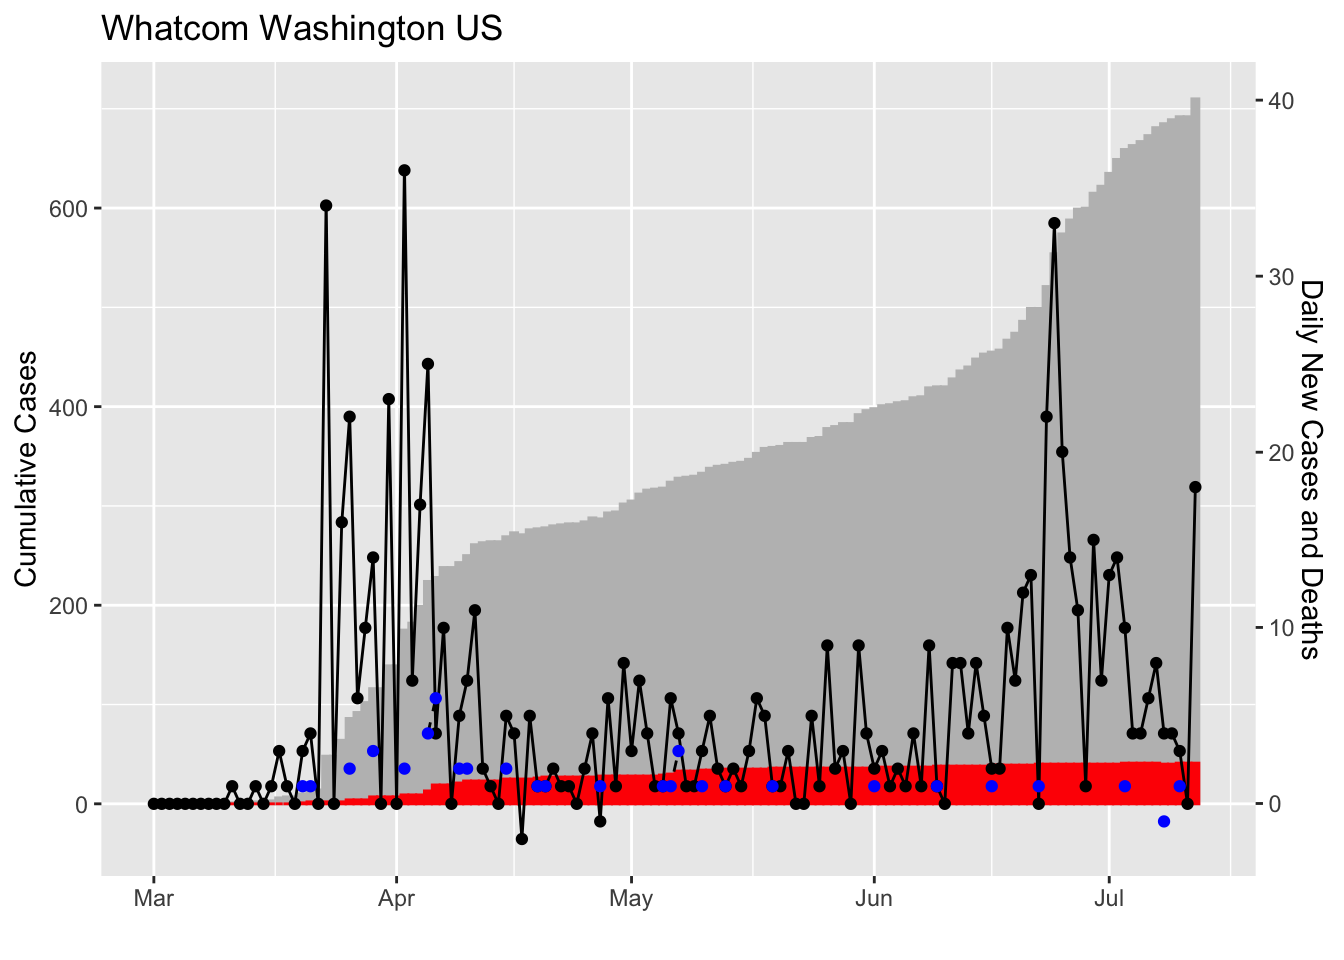 Whatcom Washington US
Cumulative Cases
600
400
200
0
40
30
20
10
0
Daily New Cases and Deaths
Mar
Apr
May
Jun
Jul